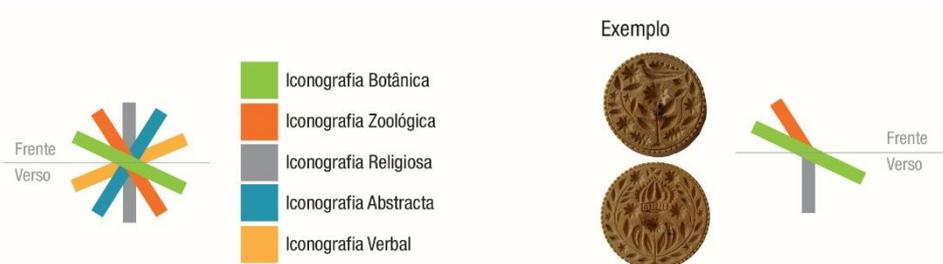 Exemplo
Iconografia Botânica
Iconografia Zoológica
Frente
Verso
Iconografia Religiosa
Iconografia Abstracta
Iconografia Verbal
Frente
Verso